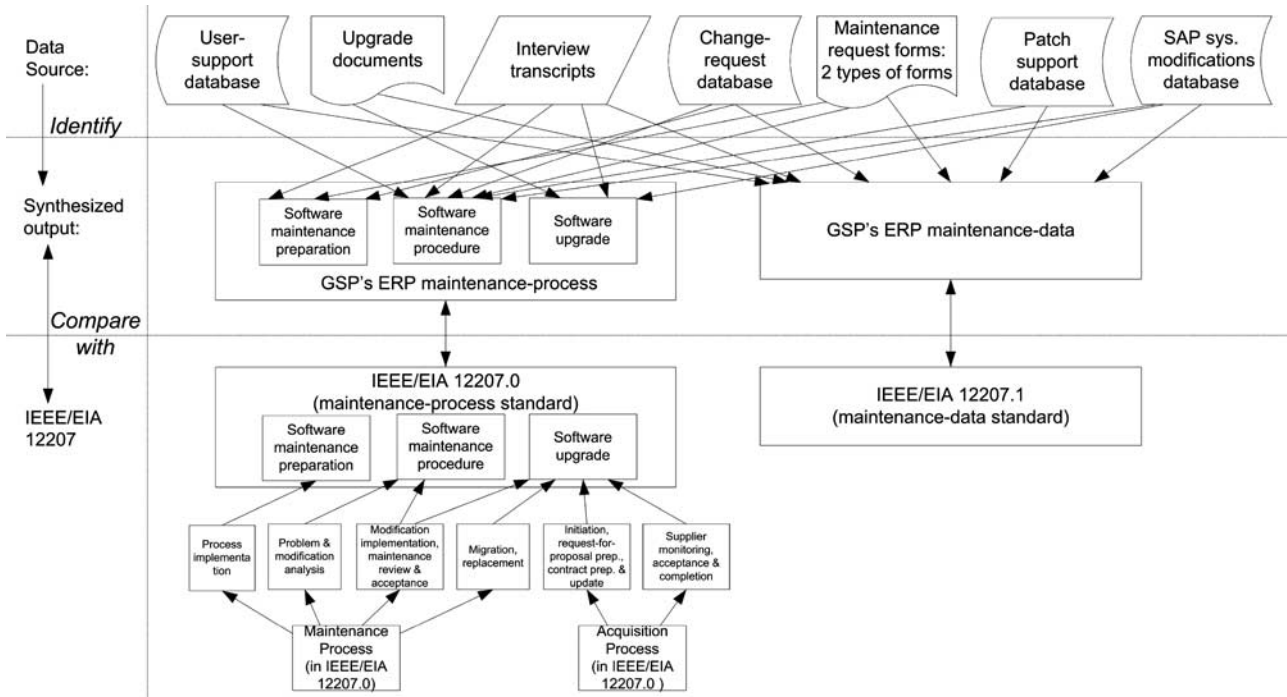 Data
Source:
User-
support
database
Upgrade
documents
Interview
transcripts
Change-
request
database
Maintenance
request forms:
2 types of forms
Patch
support
database
SAP sys.
modifications
database
Identify
Synthesized
output:
Software
maintenance
preparation
Software
maintenance
procedure
Software
upgrade
GSP's ERP maintenance-process
GSP's ERP maintenance-data
Compare
with
IEEE/EIA
12207
IEEE/EIA 12207.0
(maintenance-process standard)
Software
maintenance
preparation
Software
maintenance
procedure
Software
upgrade
IEEE/EIA 12207.1
(maintenance-data standard)
Process
implementa
tion
Problem &
modification
analysis
Modification
implementation,
maintenance
review &
acceptance
Migration,
replacement
Initiation,
request-for-
proposal prep.,
contract prep. &
update
Supplier
monitoring,
acceptance &
completion
Maintenance
Process
(in IEEE/EIA
12207.0)
Acquisition
Process
(in IEEE/EIA
12207.0 )